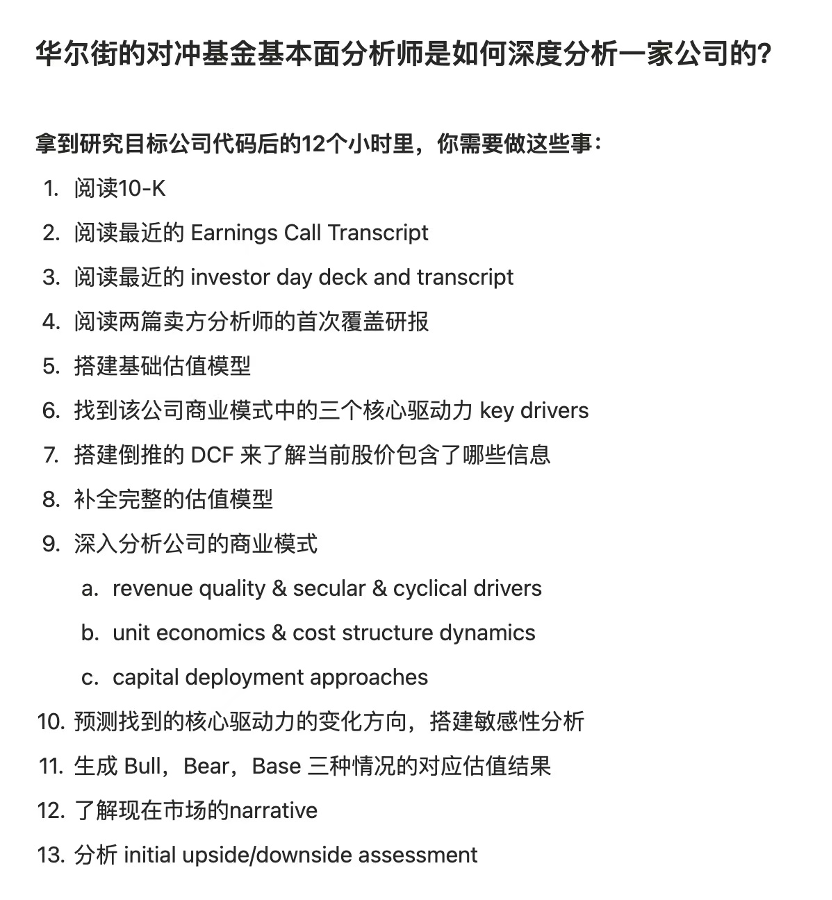 华尔街的对冲基金基本面分析师是如何深度分析一家公司的?
拿到研究目标公司代码后的12个小时里，你需要做这些事：
1. 阅读10-K
2. 阅读最近的 Earnings Call Transcript
3. 阅读最近的 investor day deck and transcript
4. 阅读两篇卖方分析师的首次覆盖研报
5. 搭建基础估值模型
6. 找到该公司商业模式中的三个核心驱动力 key drivers
7. 搭建倒推的 DCF 来了解当前股价包含了哪些信息
8. 补全完整的估值模型
9. 深入分析公司的商业模式
a. revenue quality & secular & cyclical drivers
b. unit economics & cost structure dynamics
c. capital deployment approaches
10. 预测找到的核心驱动力的变化方向，搭建敏感性分析
11. 生成 Bull，Bear，Base 三种情况的对应估值结果
12. 了解现在市场的narrative
13. 分析 initial upside/downside assessment